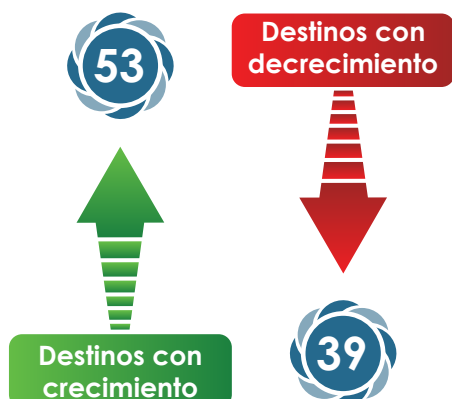 53
Destinos con
decrecimiento
Destinos con
crecimiento
39